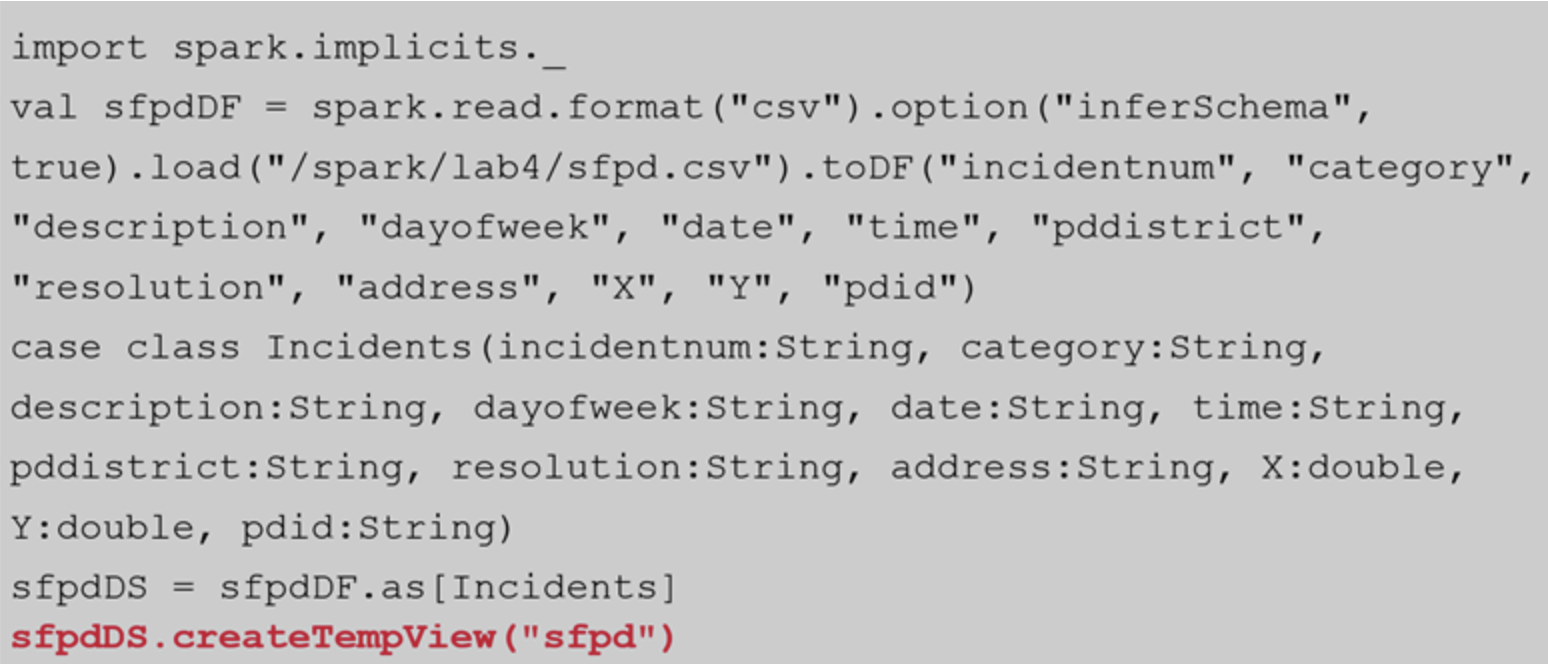 import spark.implicits._
val sfpdDF = spark.read.format("csv").option("inferSchema",
true).load("/spark/lab4/sfpd.csv").toDF("incidentnum", "category",
"description", "dayofweek", "date", "time", "pddistrict",
"resolution", "address", "X", "Y", "pdid")
case class Incidents(incidentnum:String, category:String,
description:String, dayofweek:String, date:String, time:String,
pddistrict:String, resolution:String, address:String, X:double,
Y:double, pdid:String)
sfpdDS = sfpdDF.as[Incidents]
sfpdDS.createTempView("sfpd")